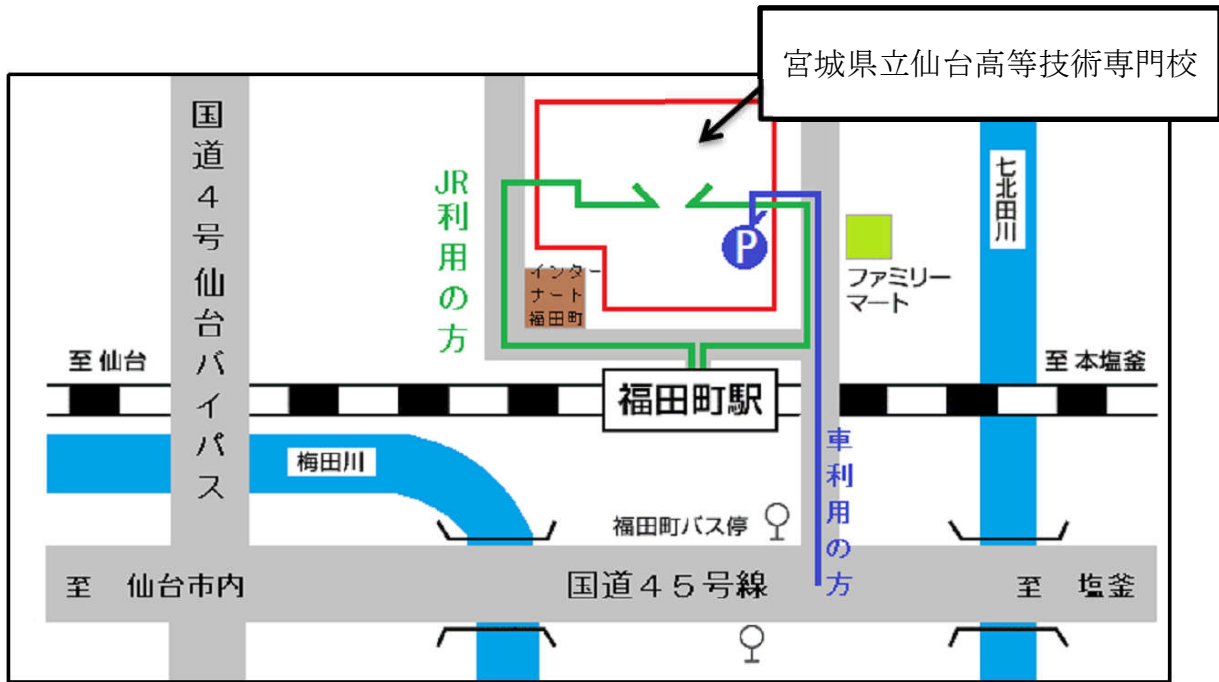 宮城県立仙台高等技術専門校
国道4号仙台バイパス
JR利用の方
インター
ナート
福田町
P
ファミリー
マート
七北田川
至 仙台
至 本塩釜
福田町駅
梅田川
車利用の方
福田町バス停
至 仙台市内
国道45号線
至 塩釜